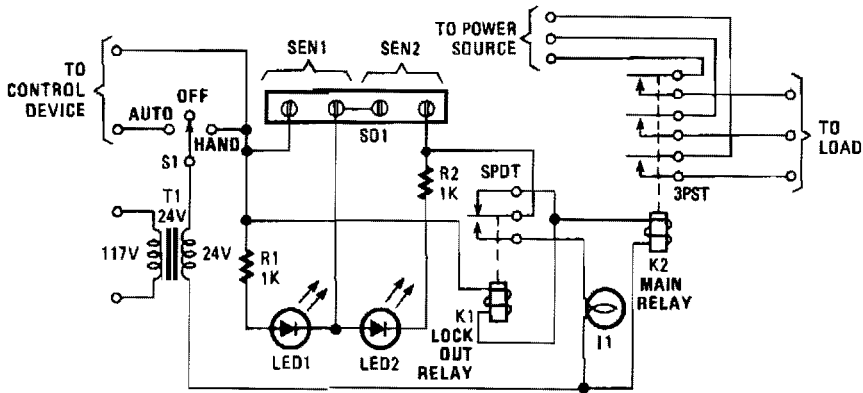 TO POWER
SOURCE
SEN1
SEN2
TO
CONTROL
DEVICE
OFF
AUTO
HAND
S1
SO1
TO
LOAD
R2
1K
SPDT
3PST
T1
24V
117V
24V
R1
1K
K2
MAIN
RELAY
K1
LOCK
OUT
RELAY
I1
LED1
LED2